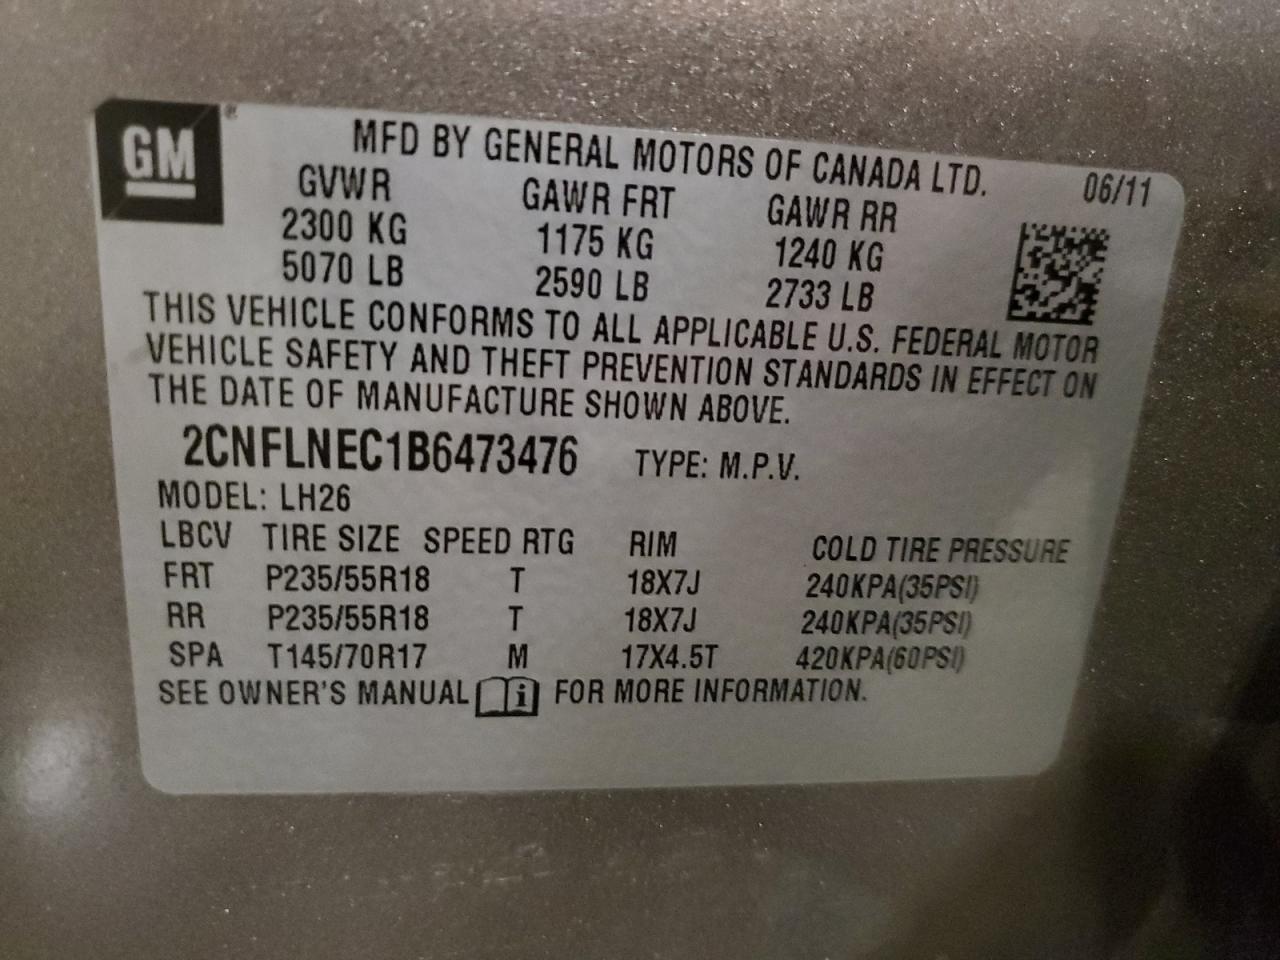 GM®
MFD BY GENERAL MOTORS OF CANADA LTD. 06/11
GVWR GAWR FRT GAWR RR
2300 KG 1175 KG 1240 KG
5070 LB 2590 LB 2733 LB
THIS VEHICLE CONFORMS TO ALL APPLICABLE U.S. FEDERAL MOTOR
VEHICLE SAFETY AND THEFT PREVENTION STANDARDS IN EFFECT ON
THE DATE OF MANUFACTURE SHOWN ABOVE.
2CNFLNEC1B6473476 TYPE: M.P.V.
MODEL: LH26
LBCV TIRE SIZE SPEED RTG RIM COLD TIRE PRESSURE
FRT P235/55R18 T 18X7J 240KPA(35PSI)
RR P235/55R18 T 18X7J 240KPA(35PSI)
SPA T145/70R17 M 17X4.5T 420KPA(60PSI)
SEE OWNER'S MANUAL i FOR MORE INFORMATION.